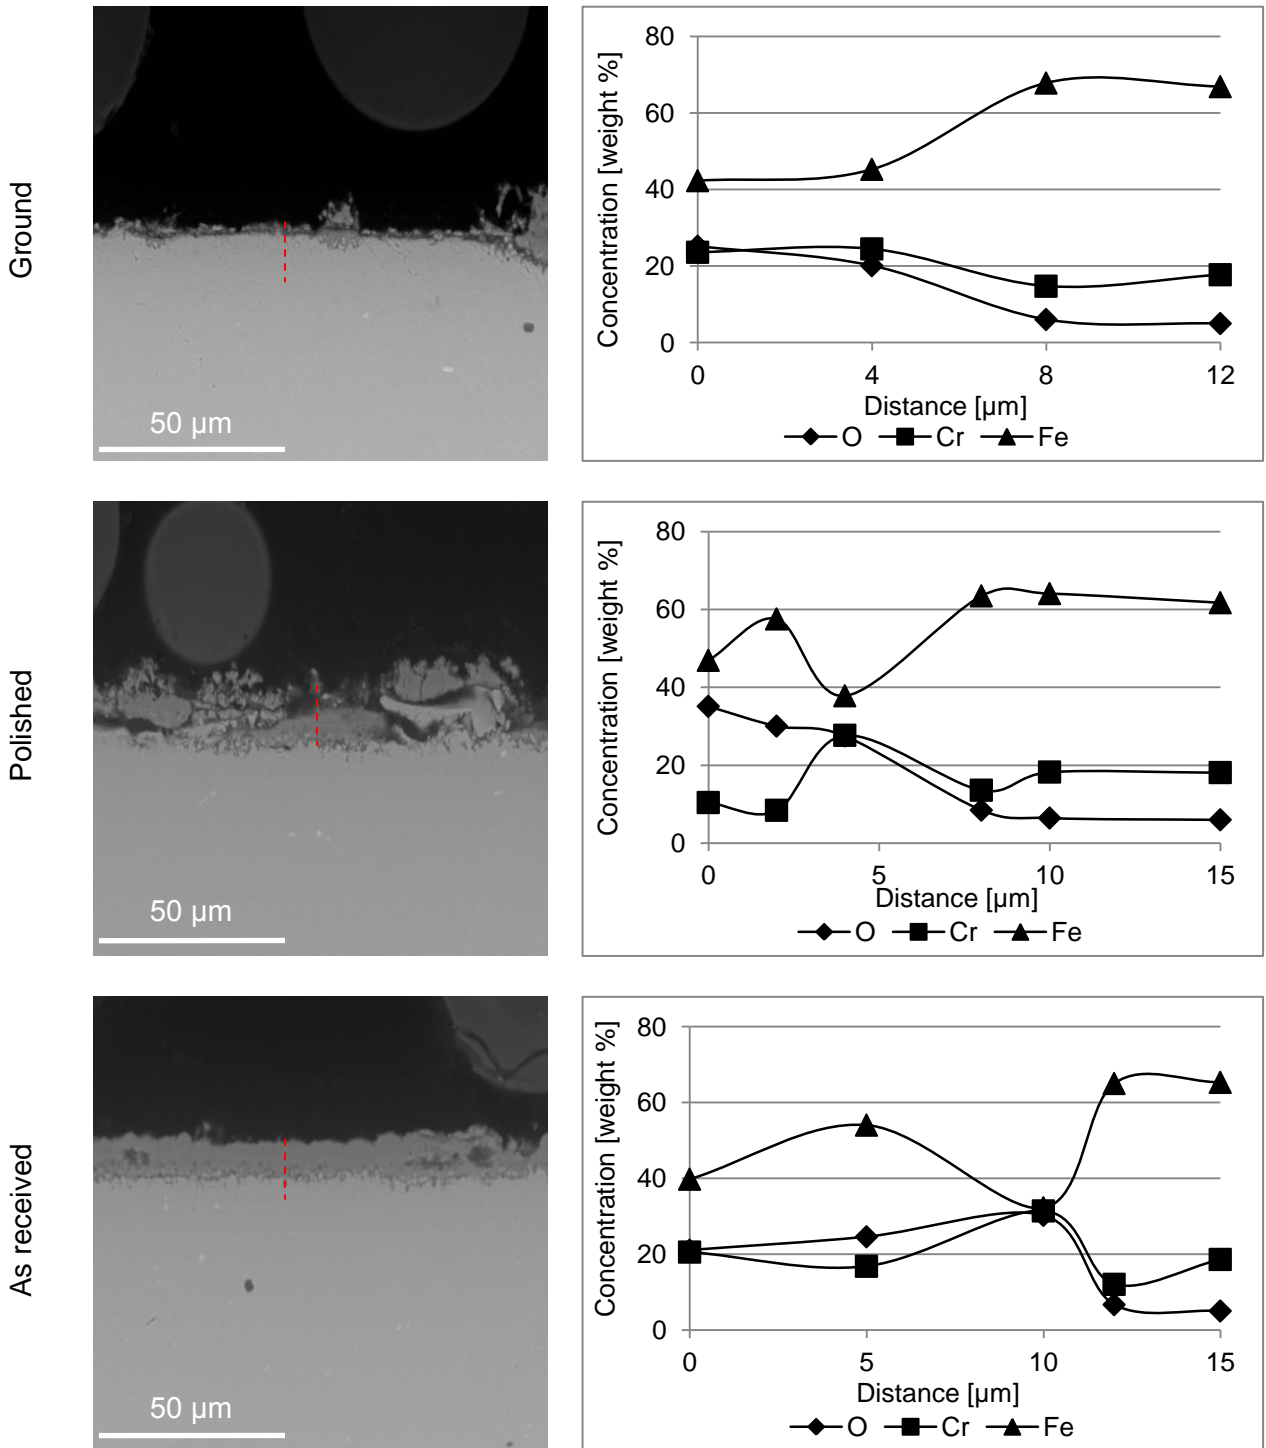 Ground
50 µm
Concentration [weight %]
80
60
40
20
0
0 4 8 12
Distance [µm]
O Cr Fe
Polished
50 µm
Concentration [weight %]
80
60
40
20
0
0 5 10 15
Distance [µm]
O Cr Fe
As received
50 µm
Concentration [weight %]
80
60
40
20
0
0 5 10 15
Distance [µm]
O Cr Fe